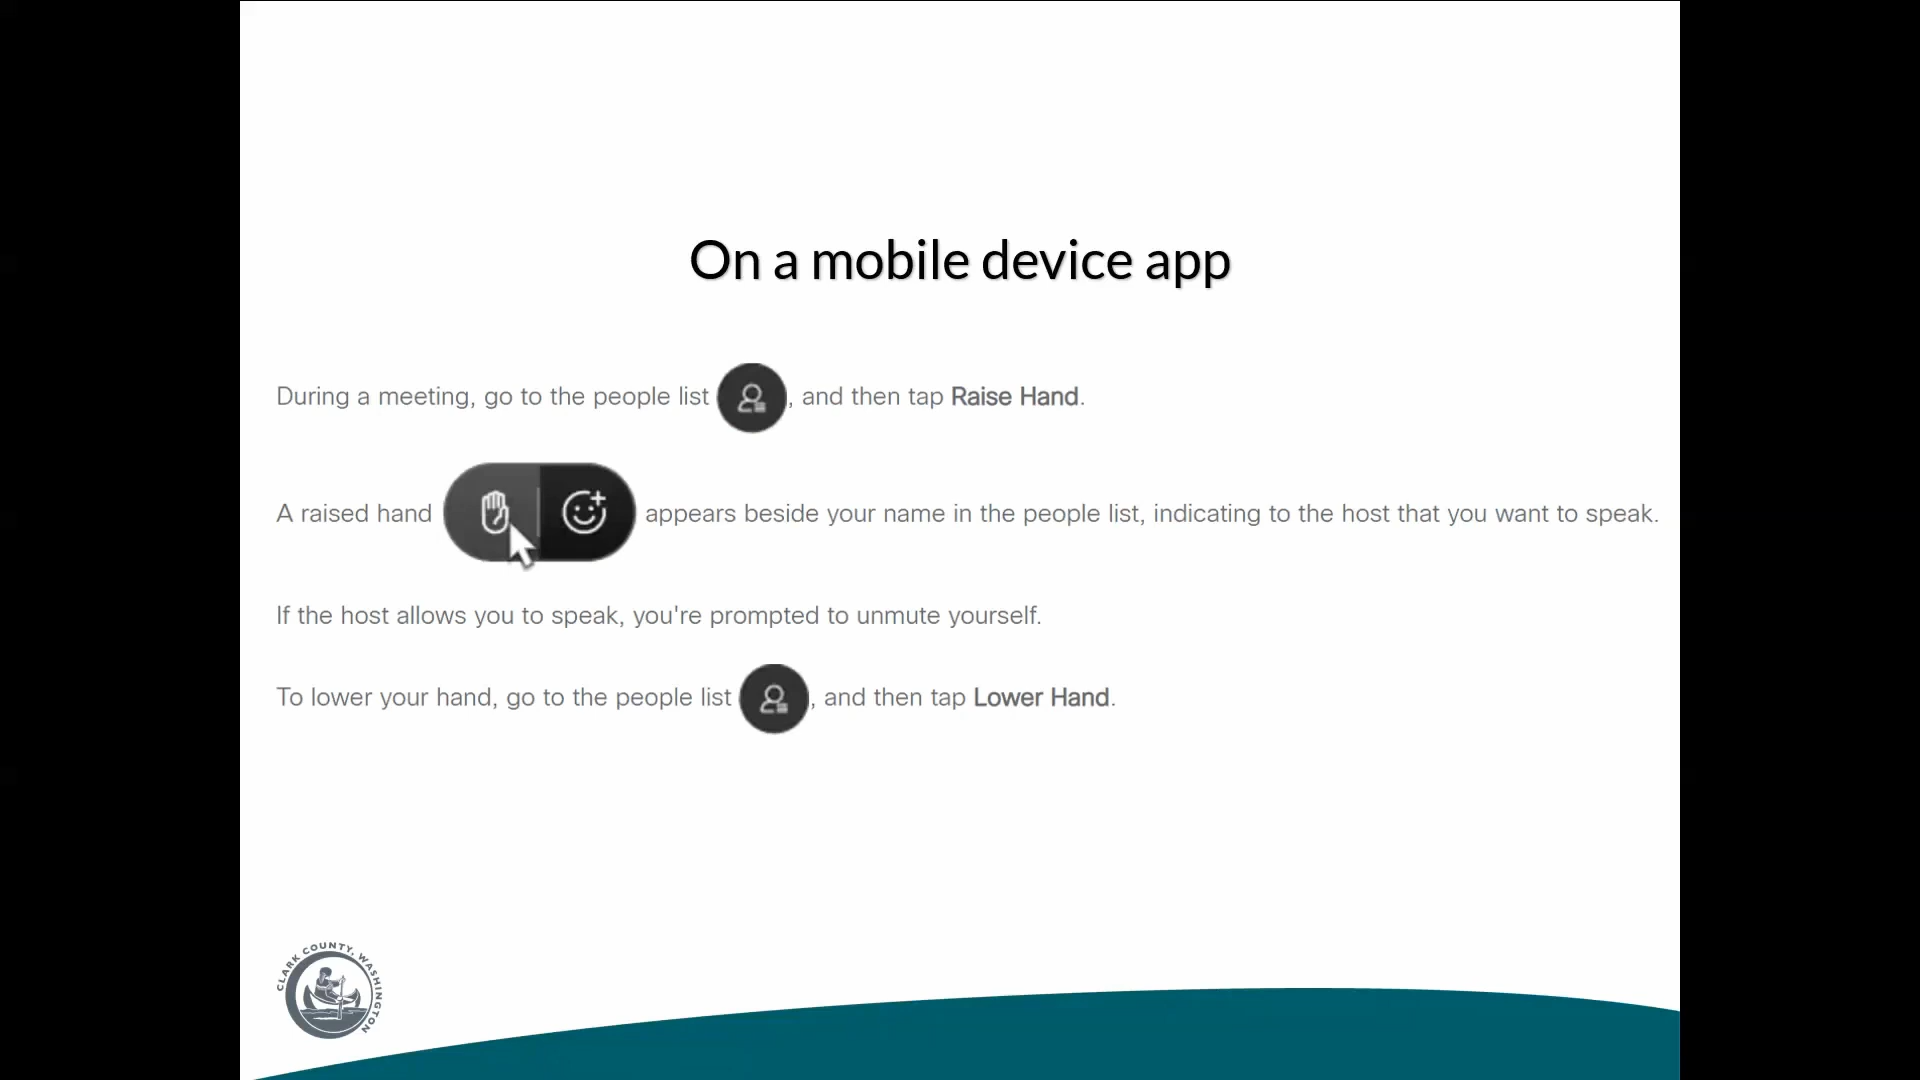 On a mobile device app
During a meeting, go to the people list , and then tap Raise Hand.
A raised hand appears beside your name in the people list, indicating to the host that you want to speak.
If the host allows you to speak, you're prompted to unmute yourself.
To lower your hand, go to the people list , and then tap Lower Hand.
CLARK COUNTY, WASHINGTON